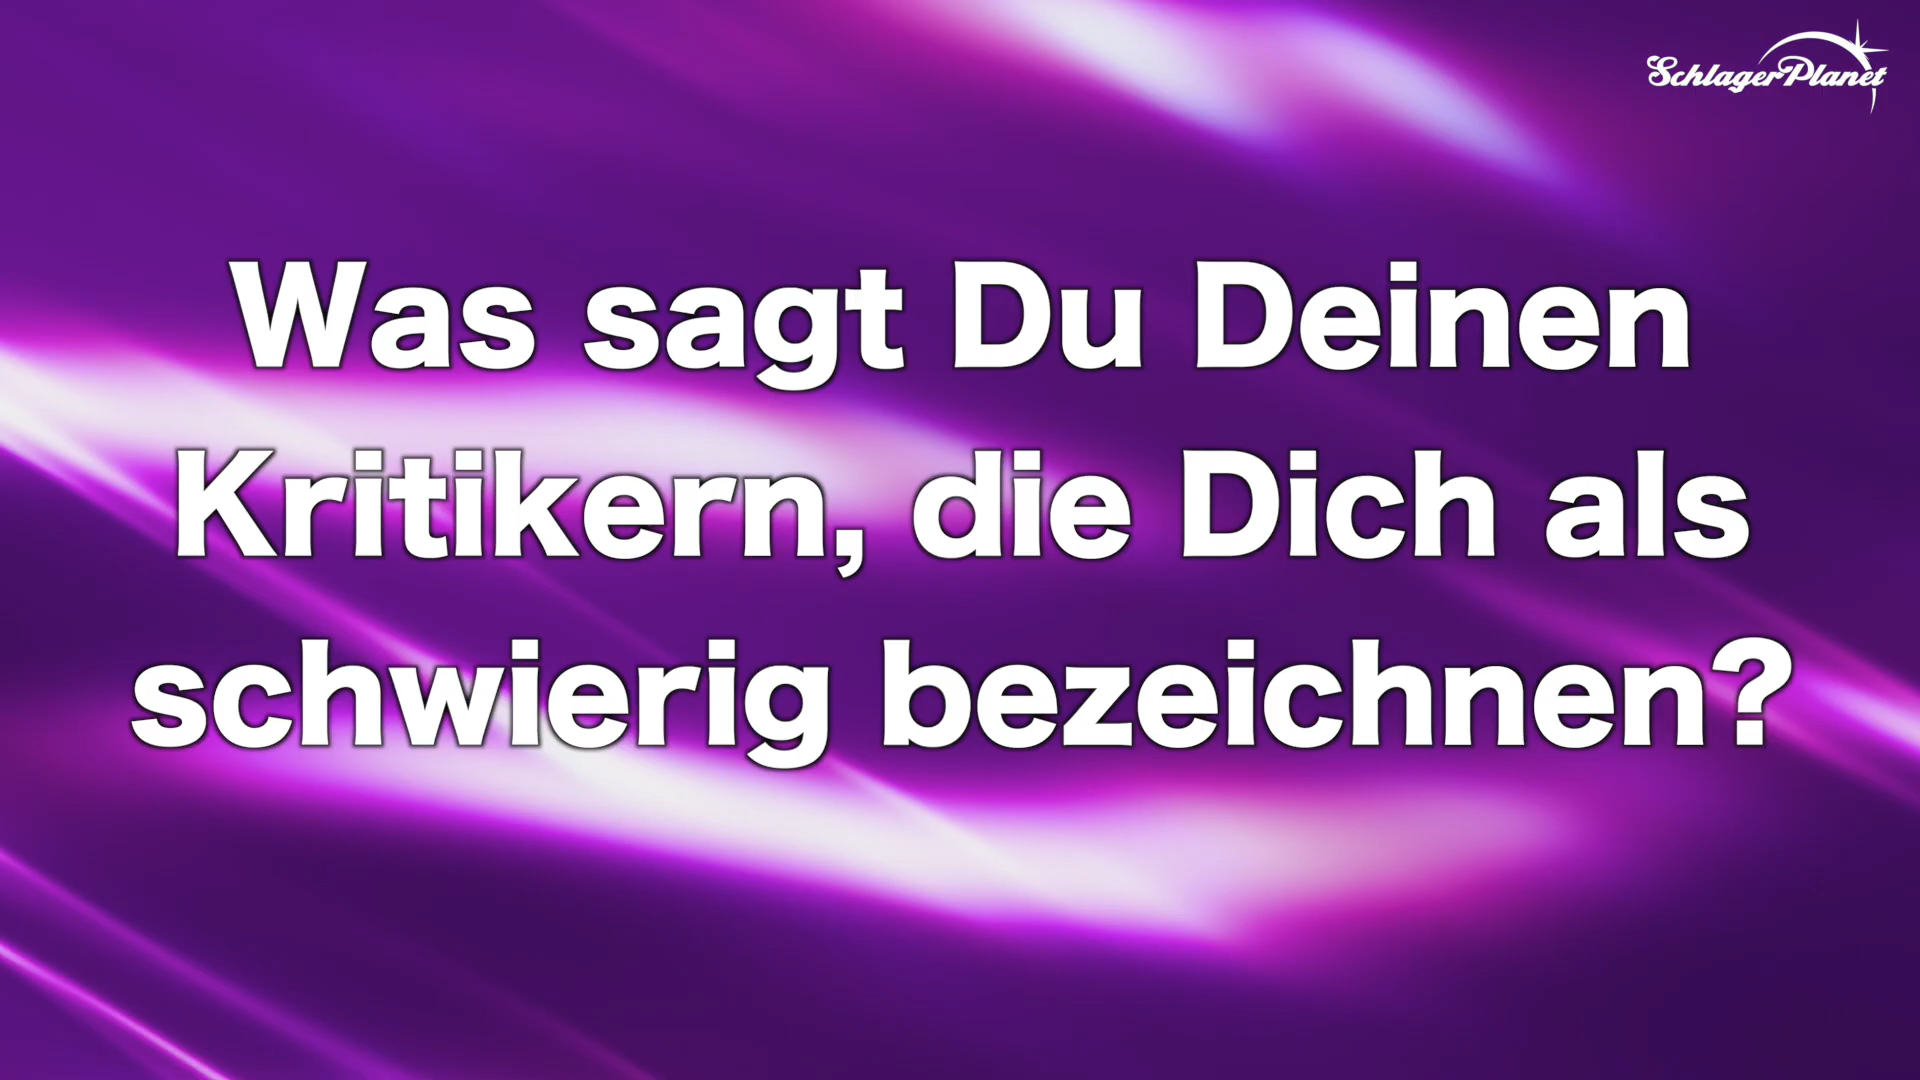 SchlagerPlanet
Was sagt Du Deinen
Kritikern, die Dich als
schwierig bezeichnen?